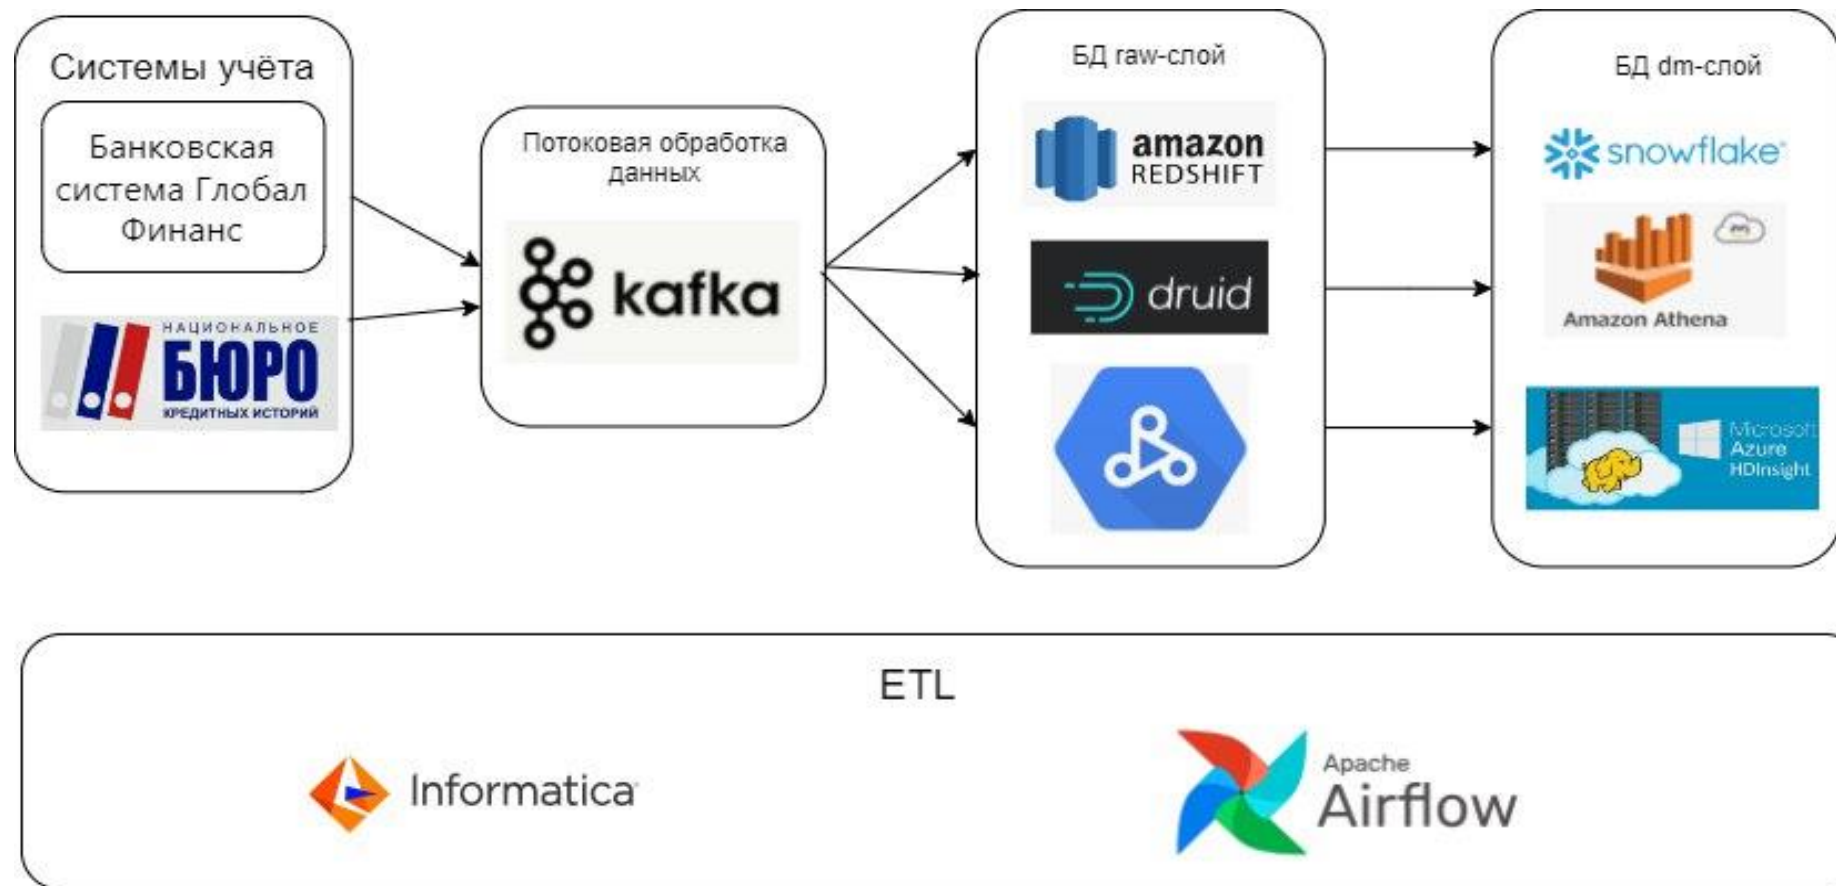 Системы учёта
Банковская
система Глобал
Финанс
НАЦИОНАЛЬНОЕ
БЮРО
КРЕДИТНЫХ ИСТОРИЙ
Потоковая обработка
данных
kafka
БД raw-слой
amazon
REDSHIFT
druid
БД dm-слой
snowflake
Amazon Athena
Microsoft
Azure
HDInsight
ETL
Informatica
Apache
Airflow